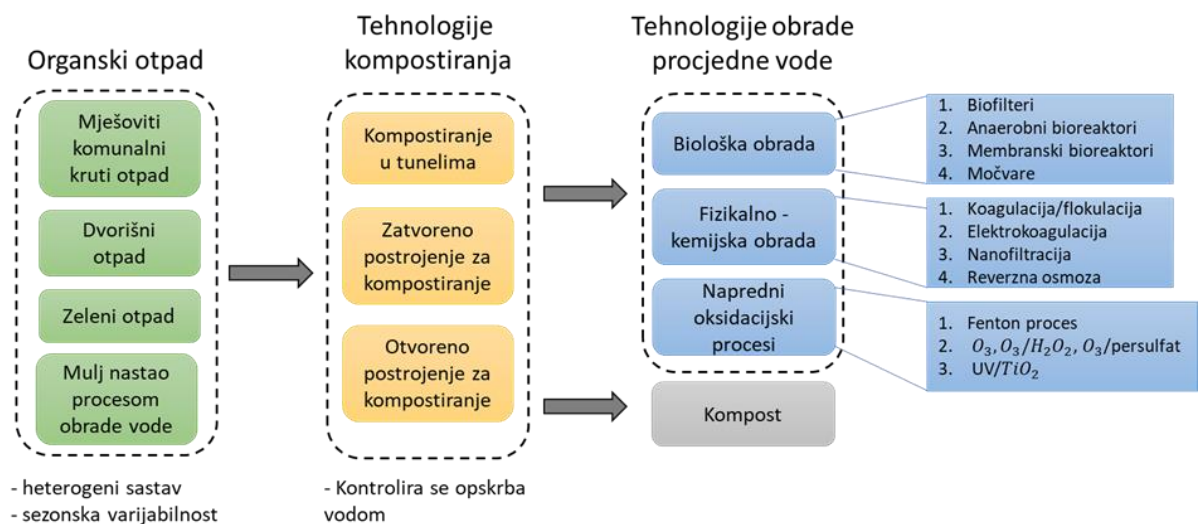 Organski otpad
Mješoviti
komunalni
kruti otpad
Dvorišni
otpad
Zeleni otpad
Mulj nastao
procesom
obrade vode
- heterogeni sastav
- sezonska varijabilnost
Tehnologije
kompostiranja
Kompostiranje
u tunelima
Zatvoreno
postrojenje za
kompostiranje
Otvoreno
postrojenje za
kompostiranje
- Kontrolira se opskrba
vodom
Tehnologije obrade
procjedne vode
Biološka obrada
Fizikalno -
kemijska obrada
Napredni
oksidacijski
procesi
Kompost
1. Biofilteri
2. Anaerobni bioreaktori
3. Membranski bioreaktori
4. Močvare
1. Koagulacija/flokulacija
2. Elektrokoagulacija
3. Nanofiltracija
4. Reverzna osmoza
1. Fenton proces
2. O₃, O₃/H₂O₂, O₃/persulfat
3. UV/TiO₂